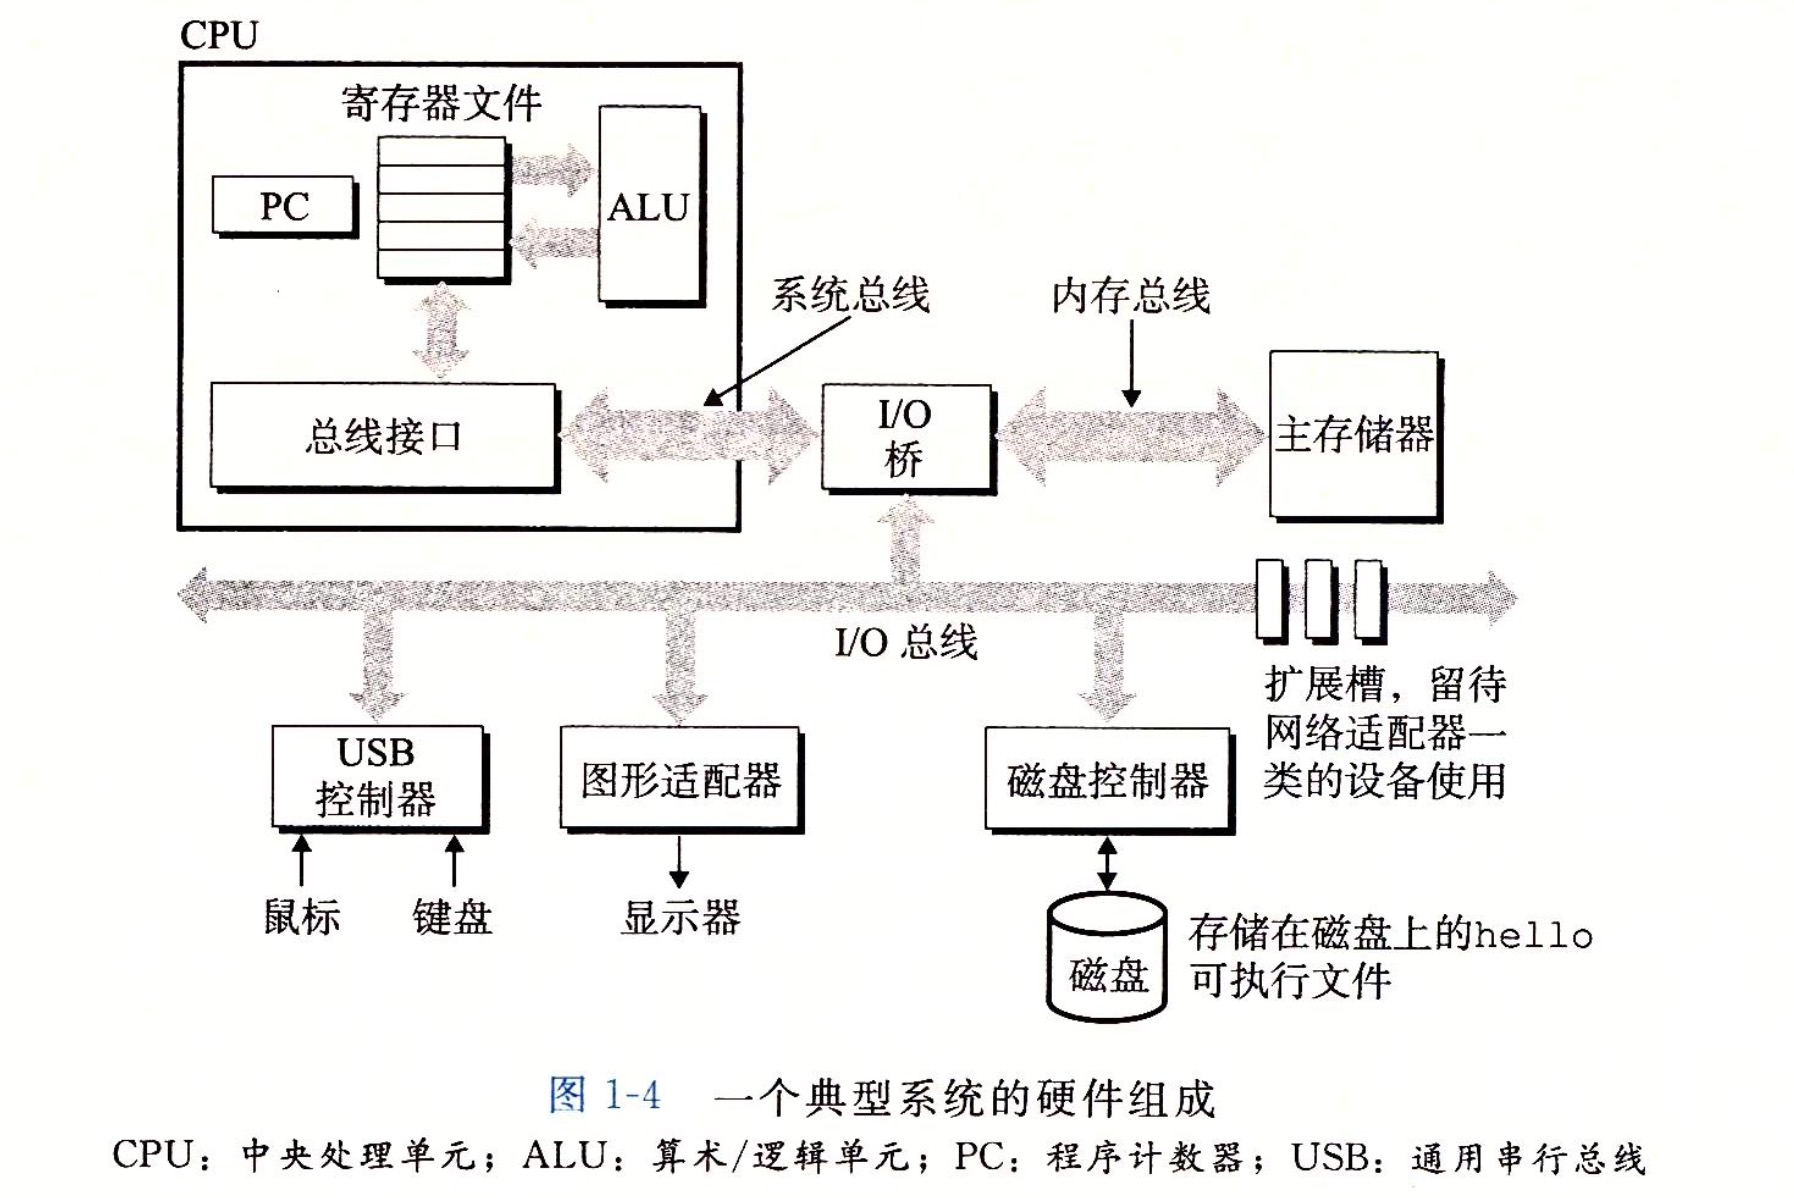 CPU
寄存器文件
PC
ALU
系统总线
内存总线
总线接口
I/O
桥
主存储器
I/O 总线
扩展槽，留待
网络适配器一
类的设备使用
USB
控制器
图形适配器
磁盘控制器
鼠标
键盘
显示器
磁盘
存储在磁盘上的hello
可执行文件
图 1-4 一个典型系统的硬件组成
CPU：中央处理单元；ALU：算术/逻辑单元；PC：程序计数器；USB：通用串行总线